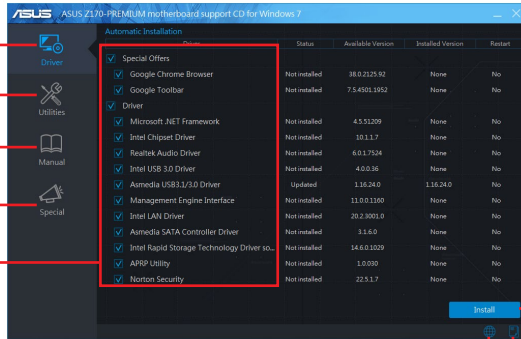 ASUS ASUS Z170-PREMIUM motherboard support CD for Windows 7
Automatic Installation
Driver Status Available Version Installed Version Restart
Special Offers
Google Chrome Browser Not installed 38.0.2125.92 None No
Google Toolbar Not installed 7.5.4501.1952 None No
Driver
Microsoft .NET Framework Not installed 4.5.51209 None No
Intel Chipset Driver Not installed 10.1.1.7 None No
Realtek Audio Driver Not installed 6.0.1.7524 None No
Intel USB 3.0 Driver Not installed 4.0.0.36 None No
Asmedia USB3.1/3.0 Driver Updated 1.16.24.0 1.16.24.0 No
Management Engine Interface Not installed 11.0.0.1160 None No
Intel LAN Driver Not installed 20.2.3001.0 None No
Asmedia SATA Controller Driver Not installed 3.1.6.0 None No
Intel Rapid Storage Technology Driver so... Not installed 14.6.0.1029 None No
APRP Utility Not installed 1.0.030 None No
Norton Security Not installed 22.5.1.7 None No
Driver
Utilities
Manual
Special
Install